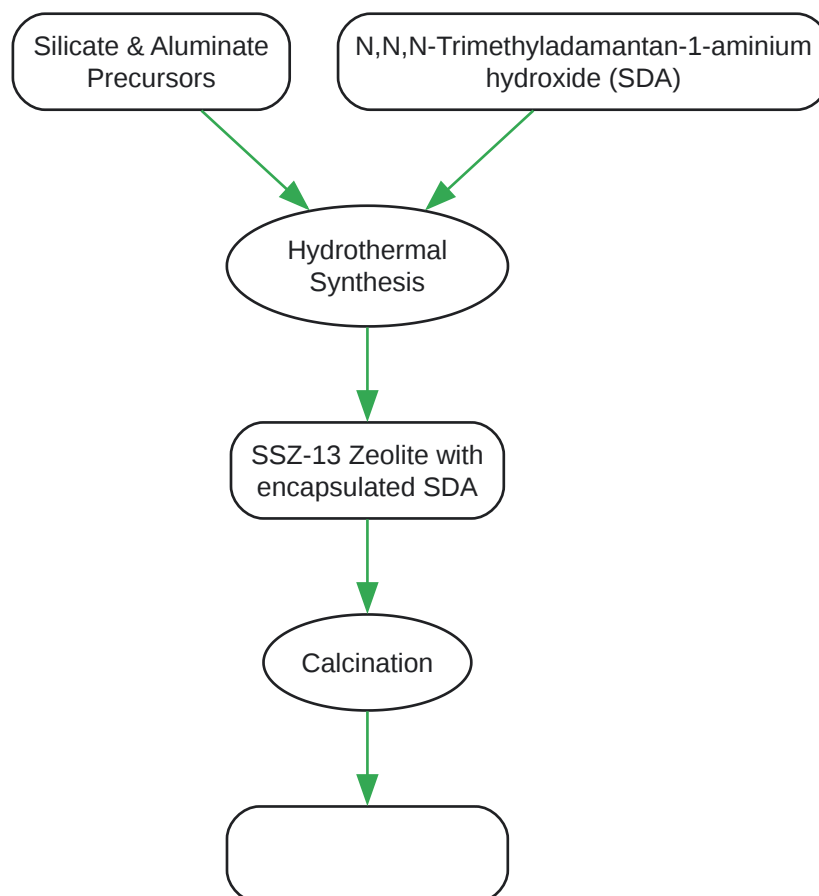 Silicate & Aluminate
Precursors
N,N,N-Trimethyladamantan-1-aminium
hydroxide (SDA)
Hydrothermal
Synthesis
SSZ-13 Zeolite with
encapsulated SDA
Calcination